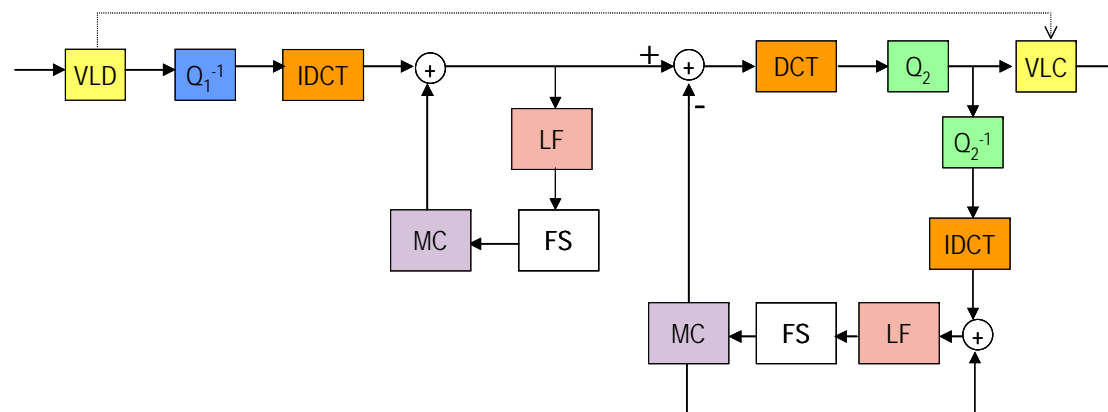 VLD
Q₁⁻¹
IDCT
+
LF
FS
MC
+
+
-
DCT
Q₂
VLC
Q₂⁻¹
IDCT
+
LF
FS
MC